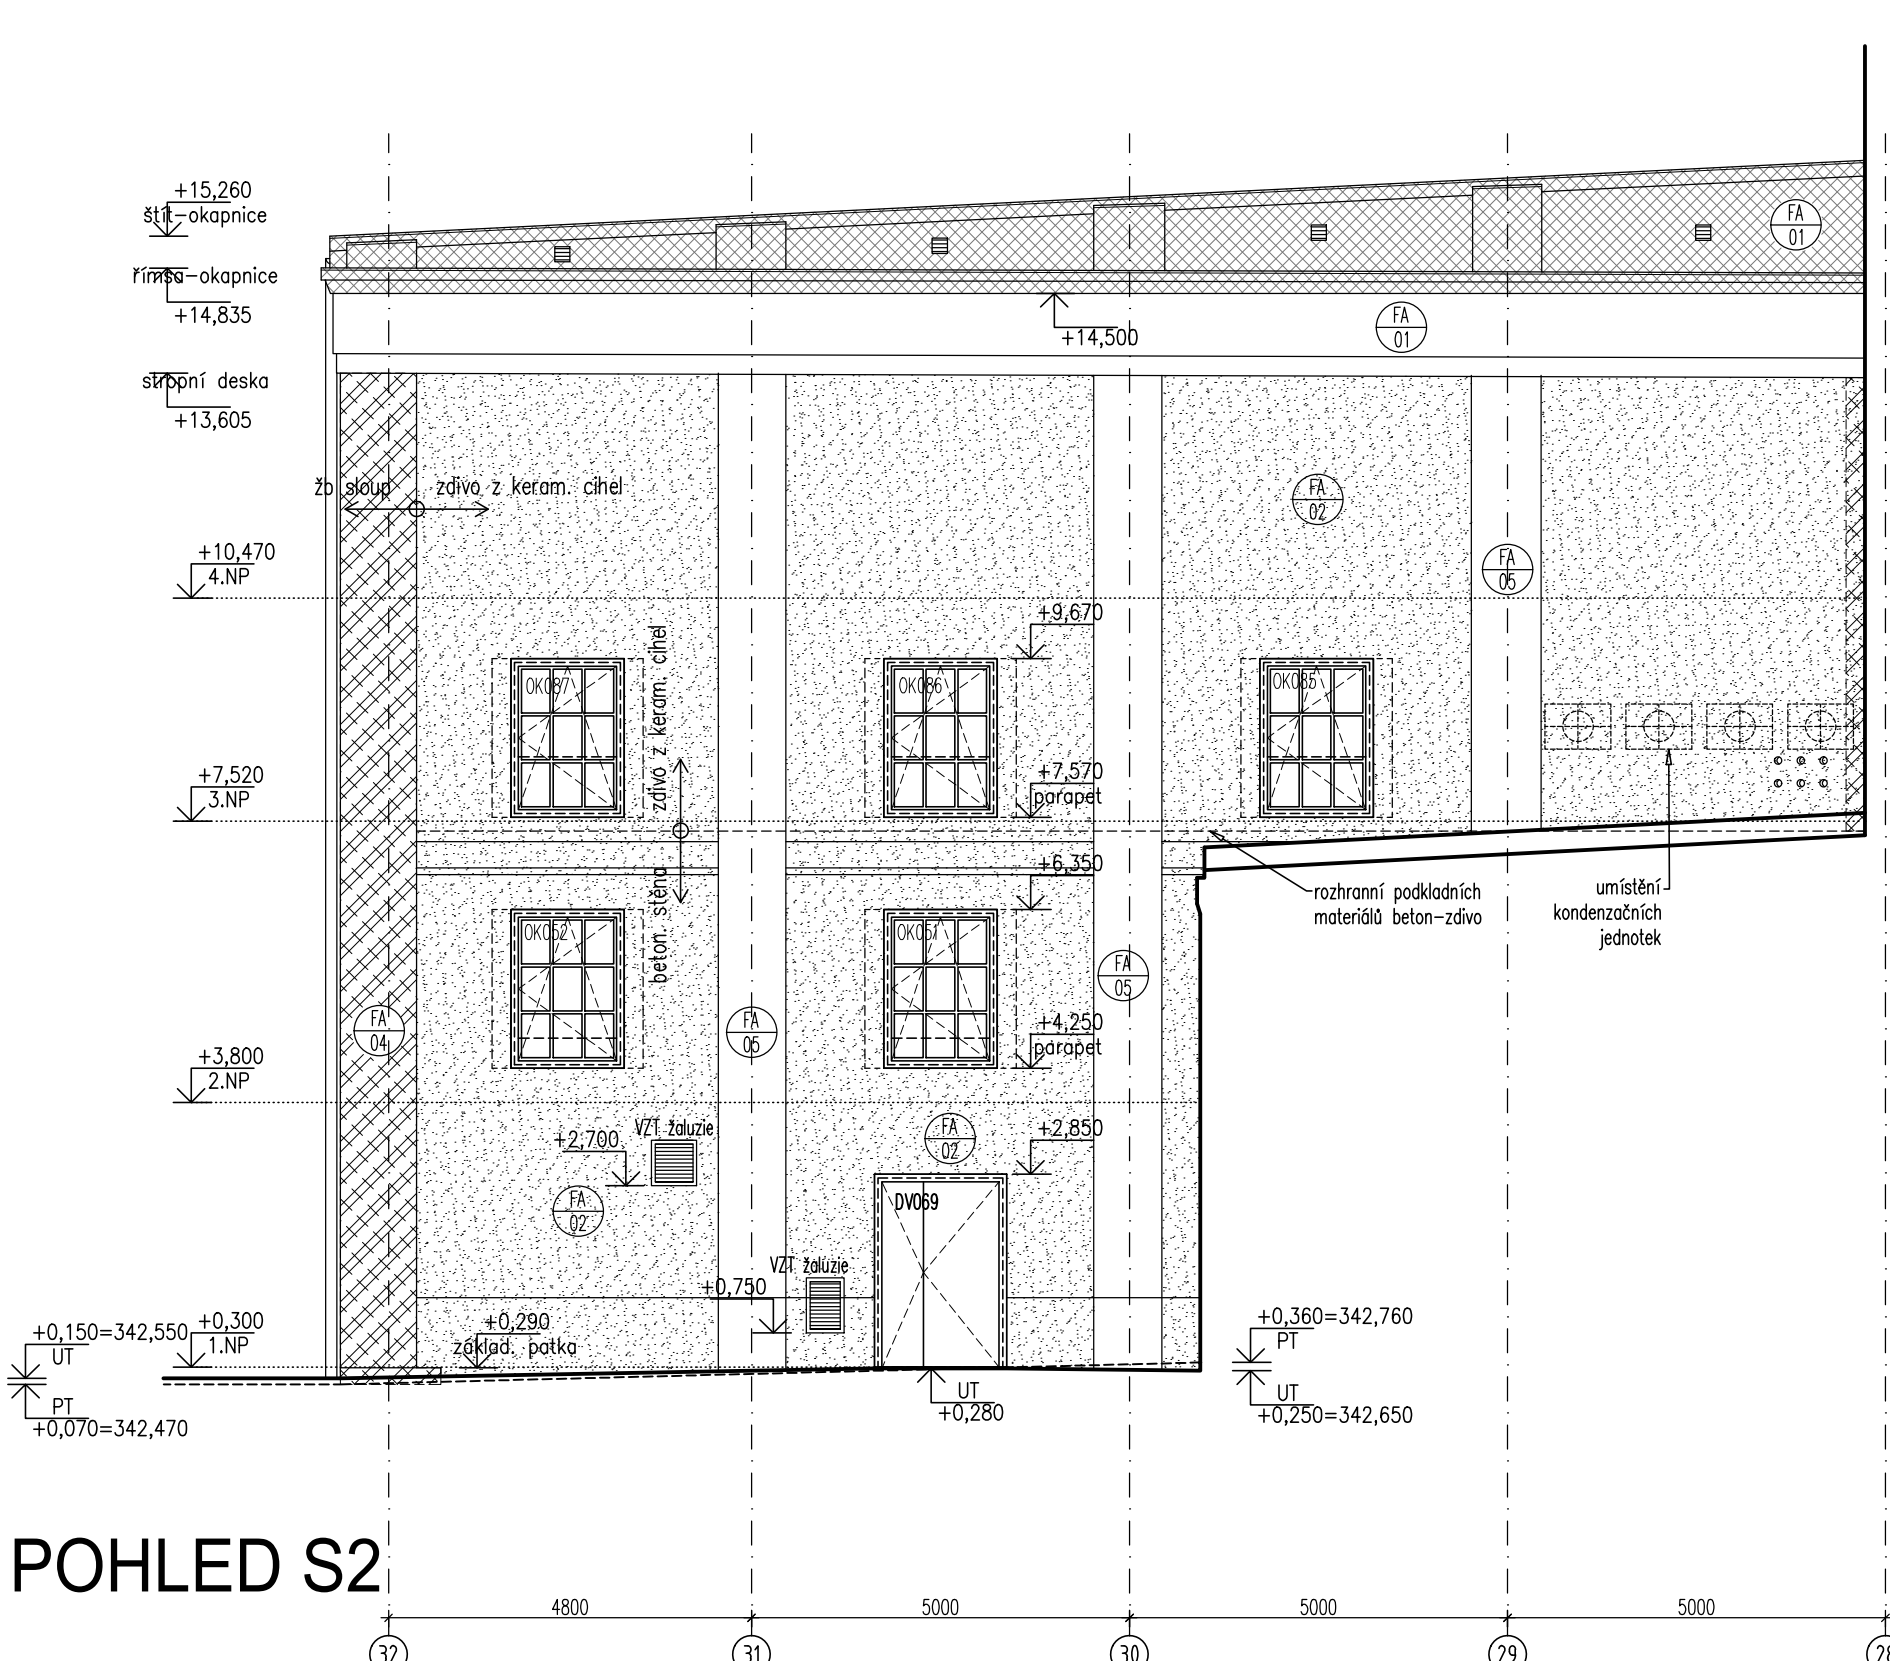 +15,260
štít-okapnice
FA
01
římsa-okapnice
+14,835
+14,500
FA
01
stropní deska
+13,605
žb sloup
zdivo z keram. cihel
FA
02
+10,470
4.NP
FA
05
+9,670
zdivo z keram. cihel
OK087
OK086
OK085
+7,520
3.NP
+7,570
parapet
+6,350
rozhranní podkladních
materiálů beton-zdivo
umístění
kondenzačních
jednotek
beton. stěna
OK052
OK051
FA
05
FA
04
FA
05
+4,250
parapet
+3,800
2.NP
VZT žaluzie
+2,700
FA
02
+2,850
FA
02
DV069
VZT žaluzie
+0,750
+0,300
1.NP
+0,290
základ. patka
+0,150=342,550
UT
PT
+0,070=342,470
+0,360=342,760
PT
UT
+0,250=342,650
UT
+0,280
POHLED S2
4800
5000
5000
5000
32
31
30
29
28